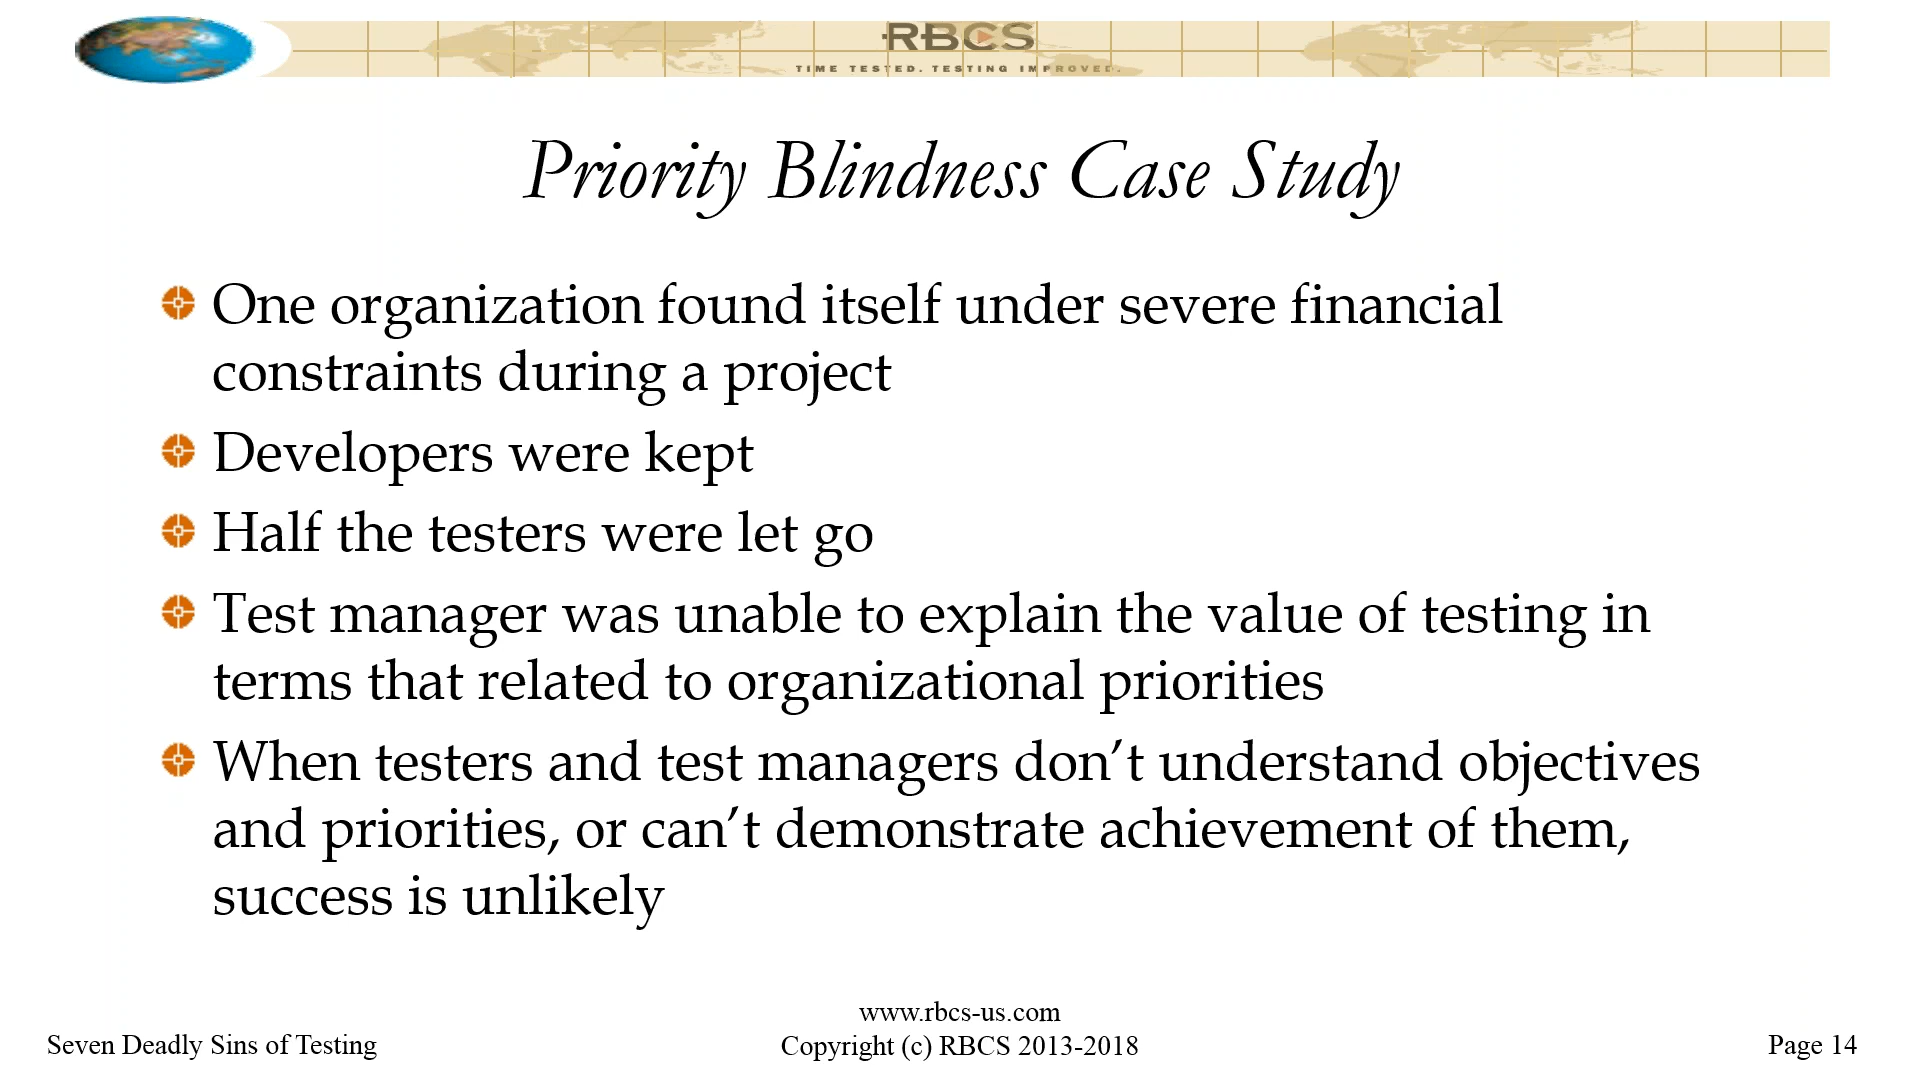 RBCS
TIME TESTED. TESTING IMPROVED.
Priority Blindness Case Study
One organization found itself under severe financial
constraints during a project
Developers were kept
Half the testers were let go
Test manager was unable to explain the value of testing in
terms that related to organizational priorities
When testers and test managers don’t understand objectives
and priorities, or can’t demonstrate achievement of them,
success is unlikely
www.rbcs-us.com
Seven Deadly Sins of Testing
Copyright (c) RBCS 2013-2018
Page 14